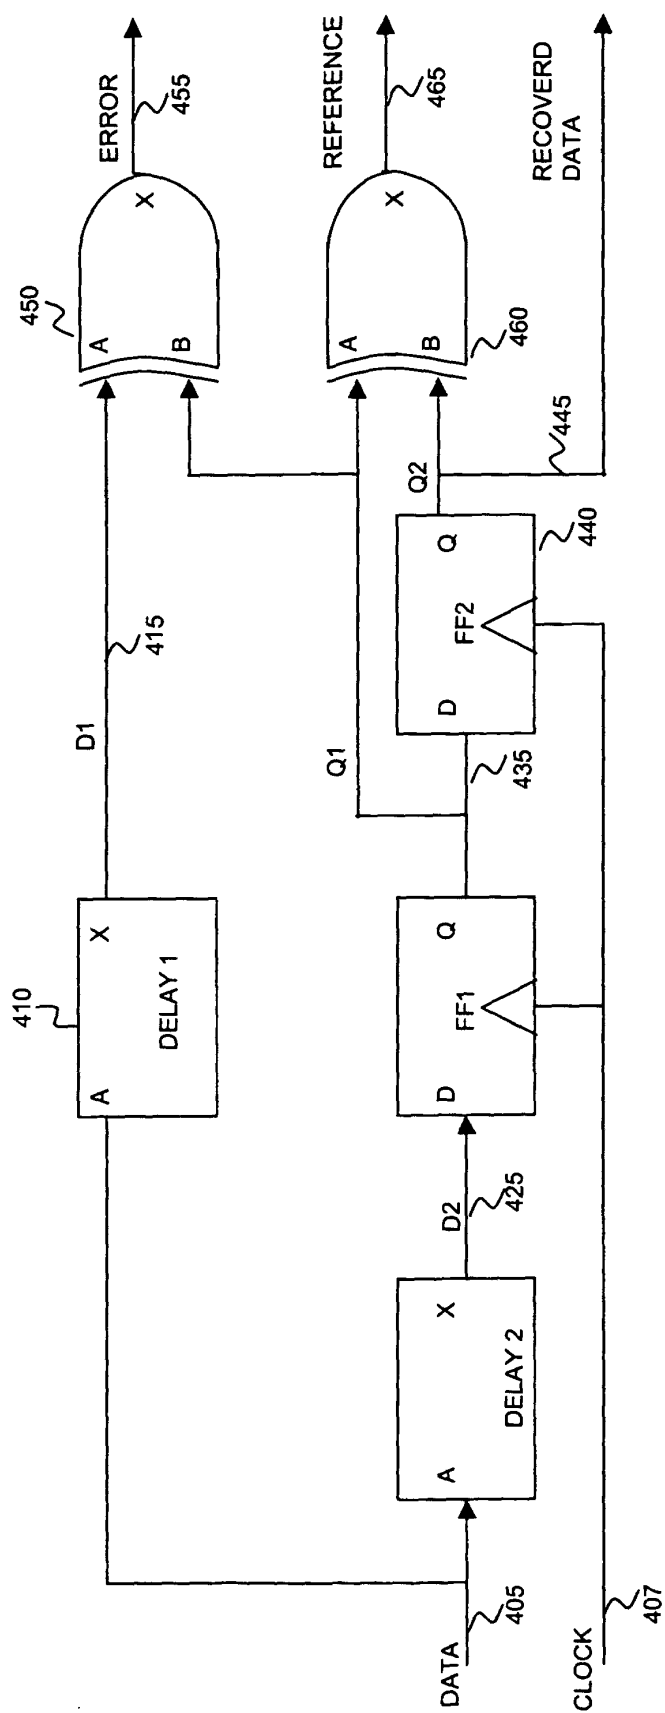 450
A
B
X
ERROR
455
410
A
X
DELAY 1
D1
415
Q1
A
B
X
460
REFERENCE
465
DATA
405
A
X
DELAY 2
D2
425
D
Q
FF1
435
D
Q
FF2
440
Q2
445
RECOVERD
DATA
CLOCK
407